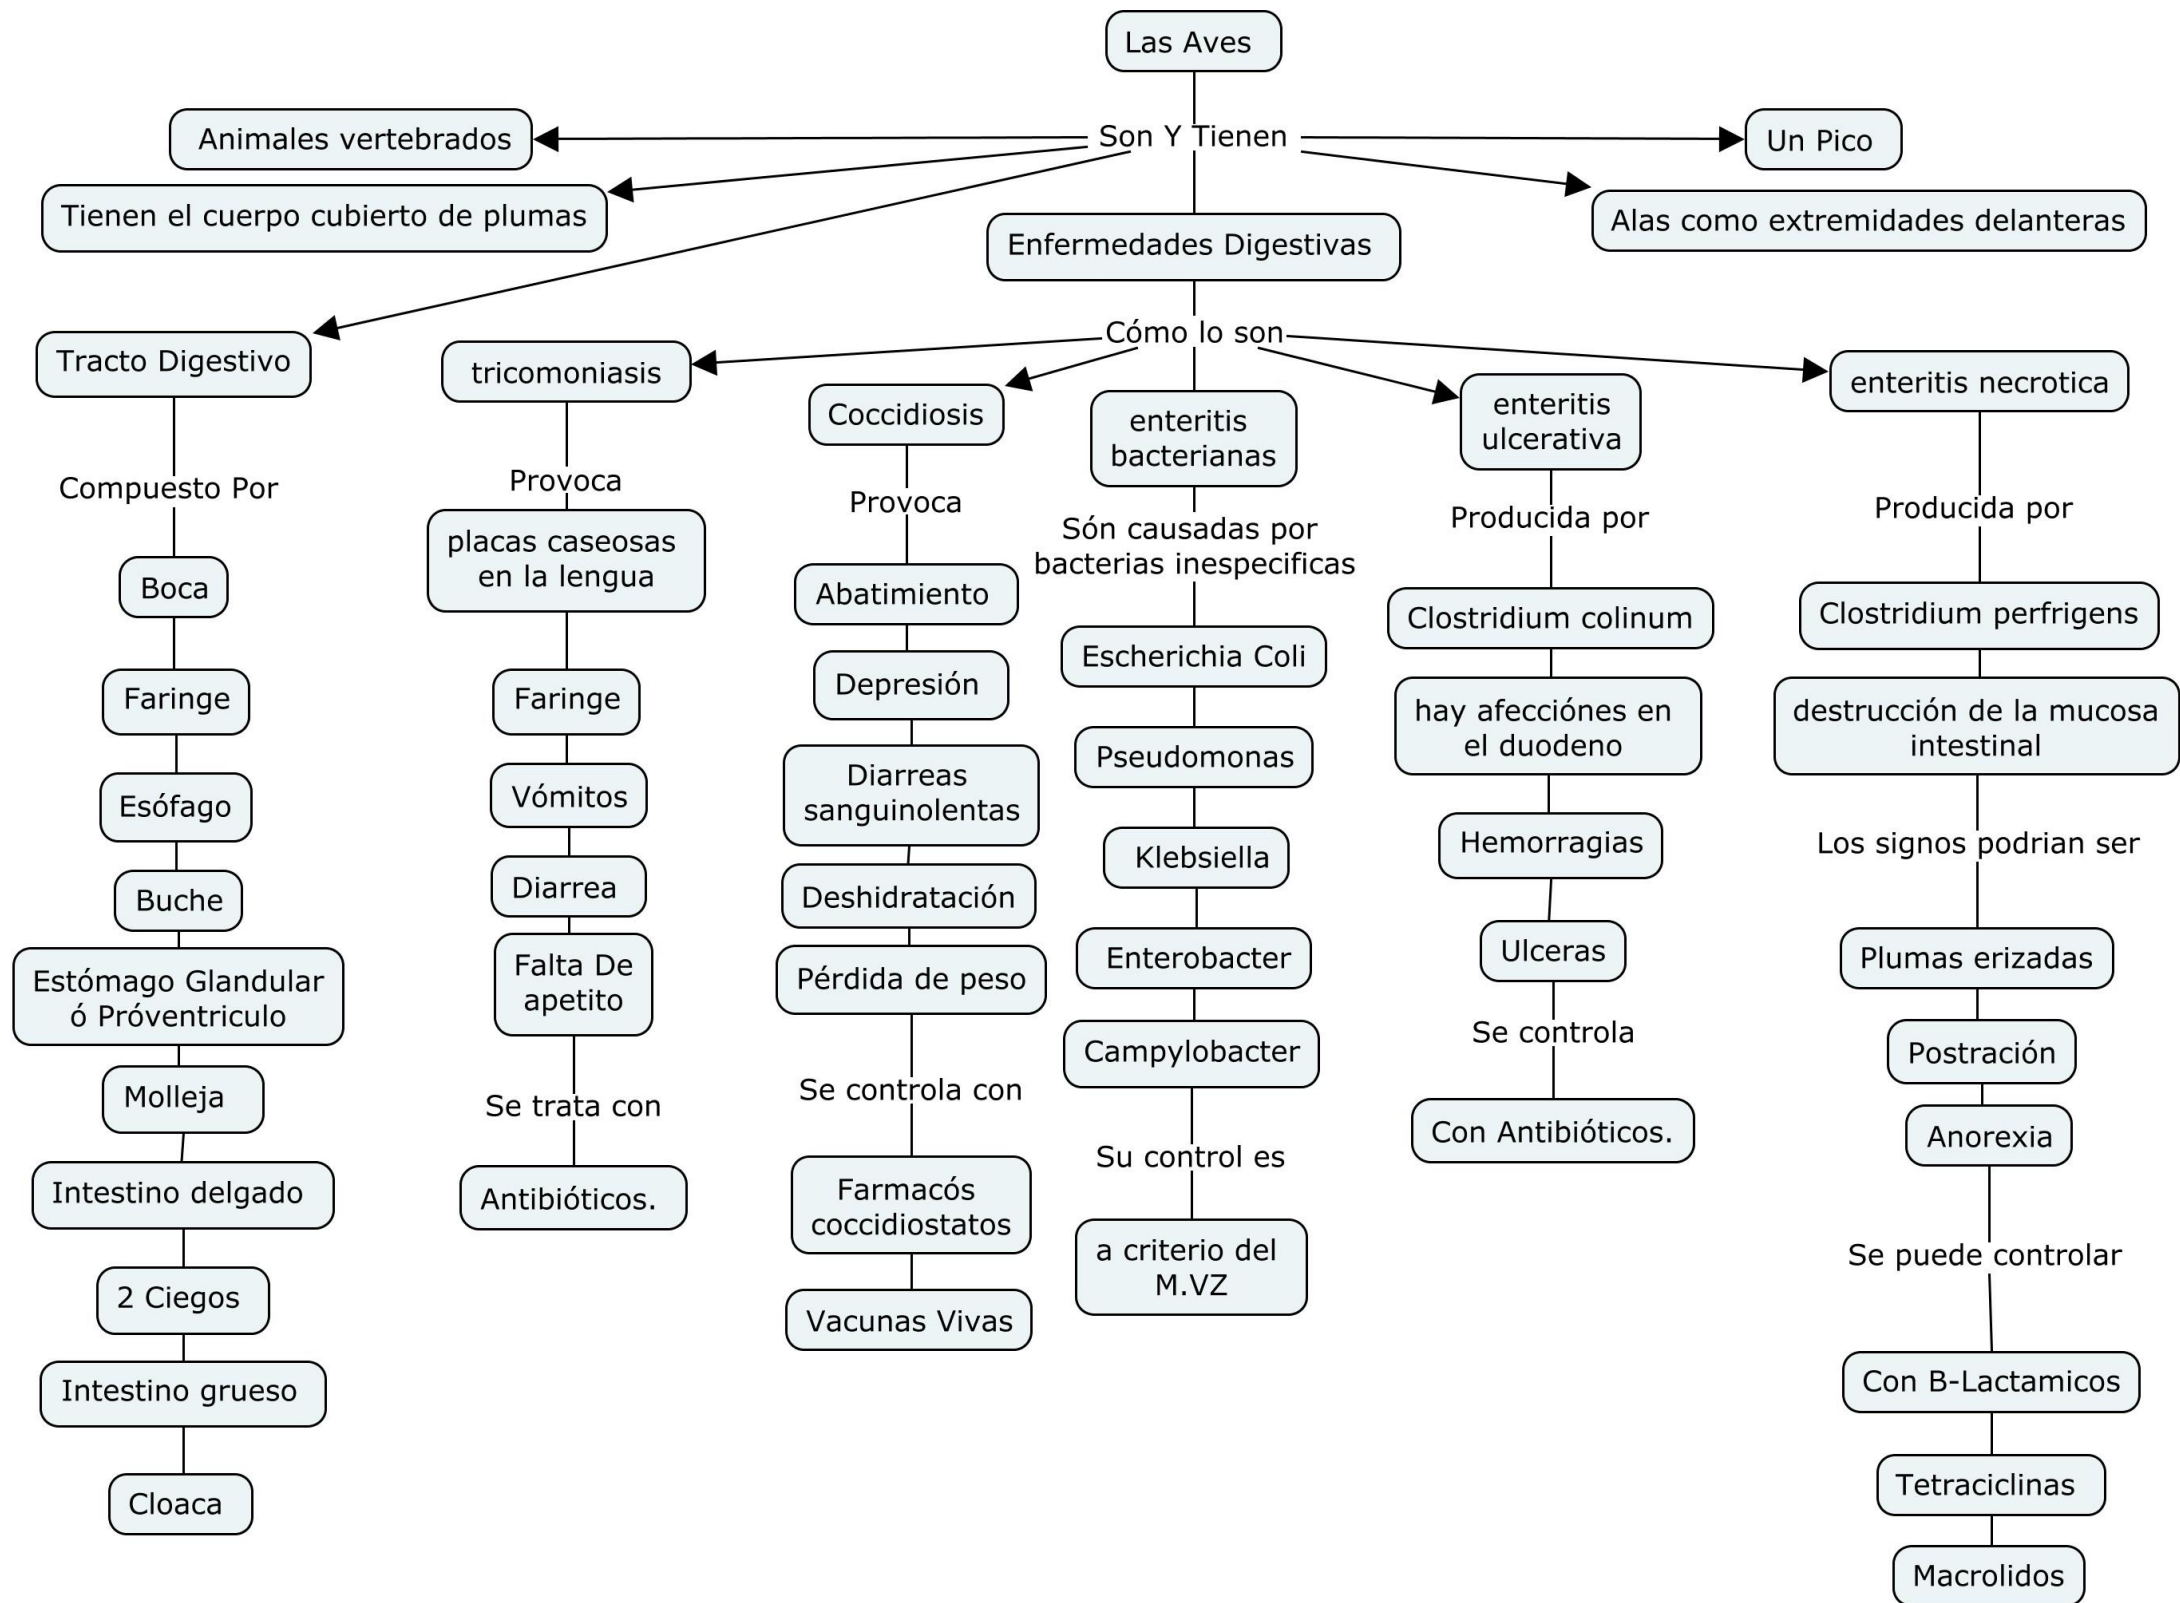 Las Aves
Son Y Tienen
Animales vertebrados
Un Pico
Tienen el cuerpo cubierto de plumas
Alas como extremidades delanteras
Enfermedades Digestivas
Cómo lo son
Tracto Digestivo
Compuesto Por
Boca
Faringe
Esófago
Buche
Estómago Glandular
ó Próventriculo
Molleja
Intestino delgado
2 Ciegos
Intestino grueso
Cloaca
tricomoniasis
Provoca
placas caseosas
en la lengua
Faringe
Vómitos
Diarrea
Falta De
apetito
Se trata con
Antibióticos.
Coccidiosis
Provoca
Abatimiento
Depresión
Diarreas
sanguinolentas
Deshidratación
Pérdida de peso
Se controla con
Farmacós
coccidiostatos
Vacunas Vivas
enteritis
bacterianas
Són causadas por
bacterias inespecificas
Escherichia Coli
Pseudomonas
Klebsiella
Enterobacter
Campylobacter
Su control es
a criterio del
M.VZ
enteritis
ulcerativa
Producida por
Clostridium colinum
hay afecciónes en
el duodeno
Hemorragias
Ulceras
Se controla
Con Antibióticos.
enteritis necrotica
Producida por
Clostridium perfrigens
destrucción de la mucosa
intestinal
Los signos podrian ser
Plumas erizadas
Postración
Anorexia
Se puede controlar
Con B-Lactamicos
Tetraciclinas
Macrolidos